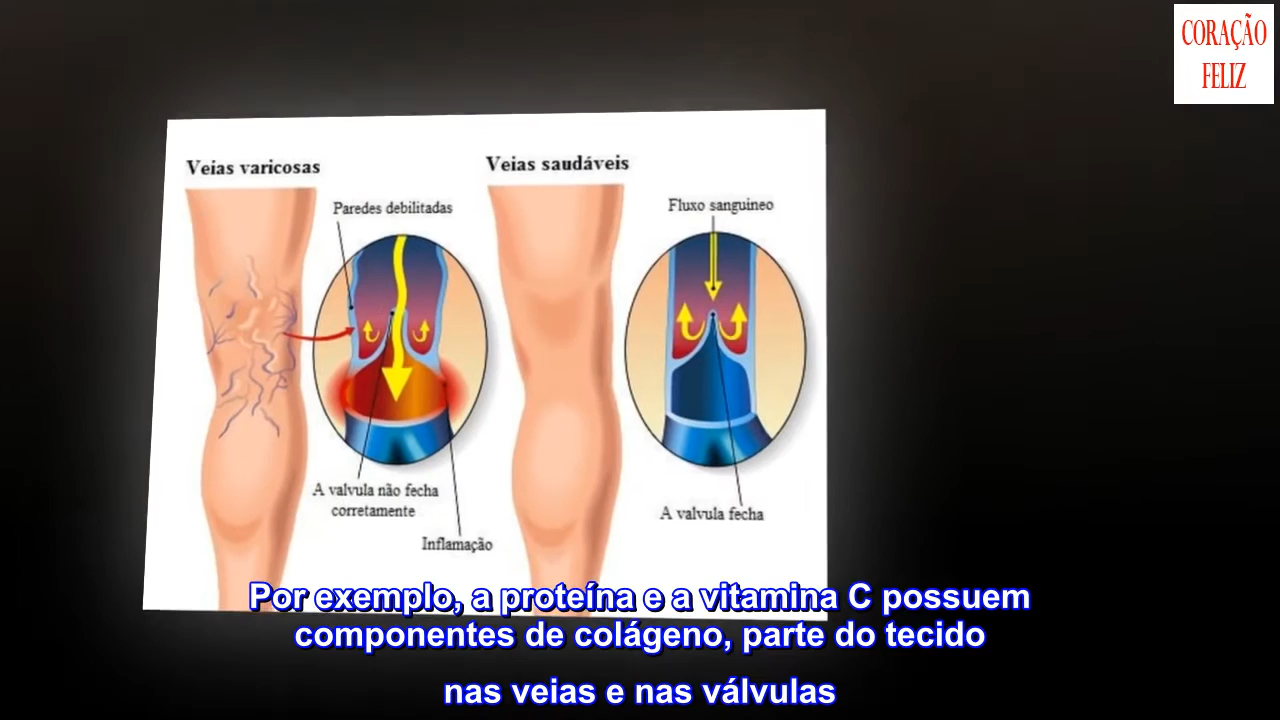 CORAÇÃO
FELIZ
Veias varicosas
Veias saudáveis
Paredes debilitadas
Fluxo sanguineo
A valvula não fecha
corretamente
A valvula fecha
Inflamação
Por exemplo, a proteína e a vitamina C possuem
componentes de colágeno, parte do tecido
nas veias e nas válvulas